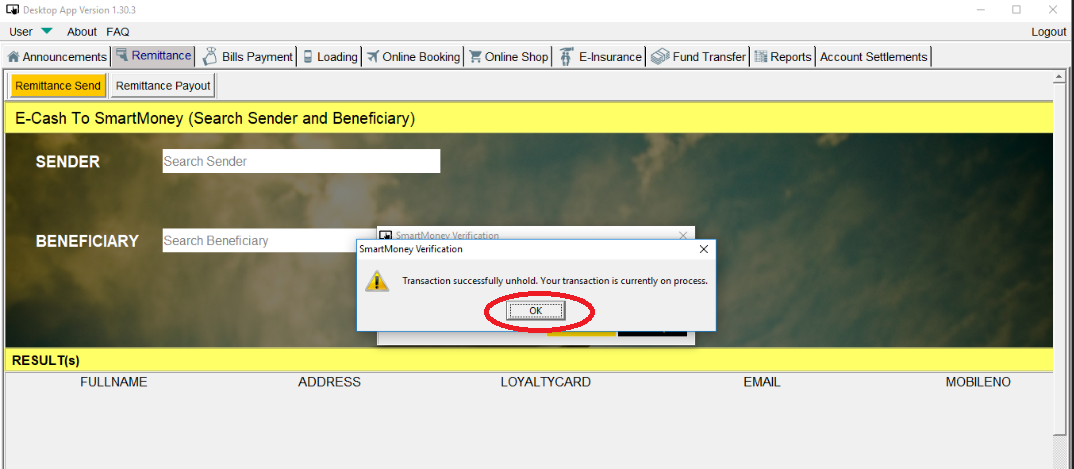 Desktop App Version 1.30.3
User About FAQ Logout
Announcements Remittance Bills Payment Loading Online Booking Online Shop E-Insurance Fund Transfer Reports Account Settlements
Remittance Send Remittance Payout
E-Cash To SmartMoney (Search Sender and Beneficiary)
SENDER Search Sender
BENEFICIARY Search Beneficiary
SmartMoney Verification
SmartMoney Verification
Transaction successfully unhold. Your transaction is currently on process.
OK
RESULT(s)
FULLNAME ADDRESS LOYALTYCARD EMAIL MOBILENO